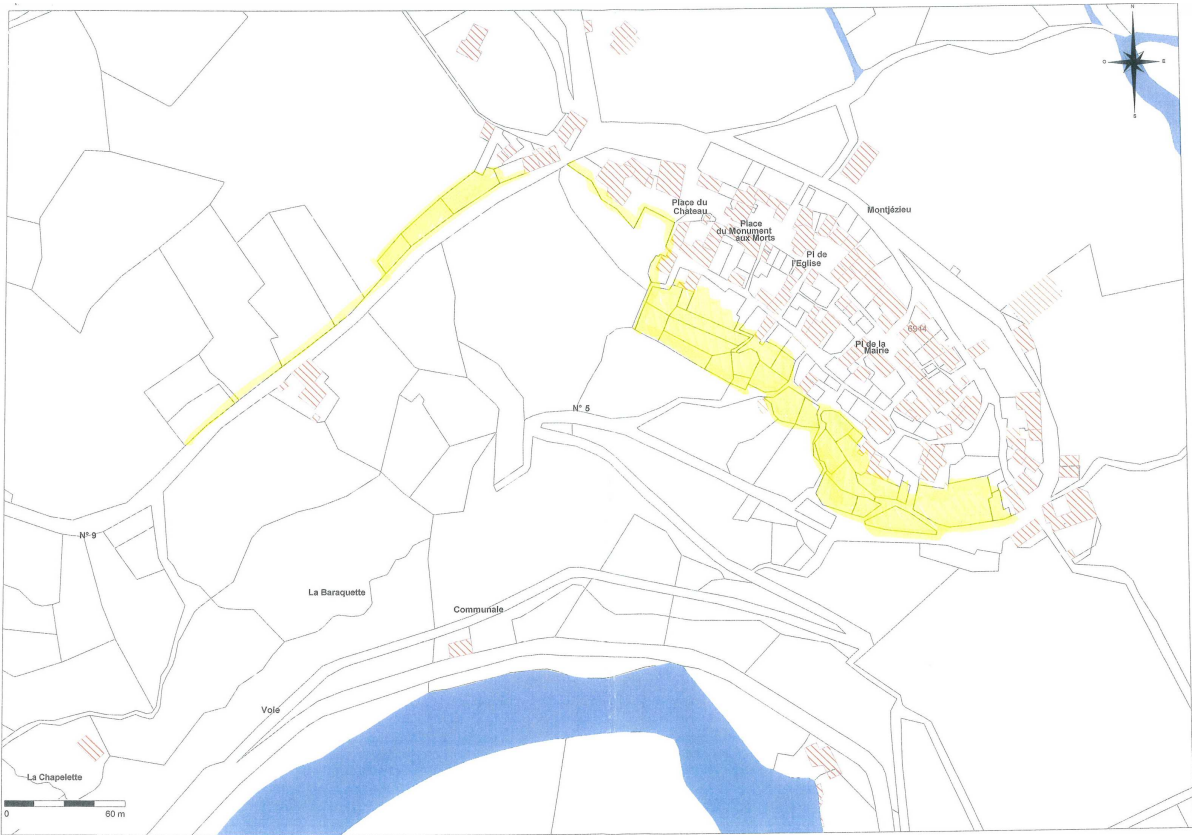 N
O
E
S
Place du
Château
Montjézieu
Place
du Monument
aux Morts
Pl de
l'Eglise
6944
Pl de la
Mairie
N° 5
N° 9
La Baraquette
Communale
Voie
La Chapelette
0 60 m